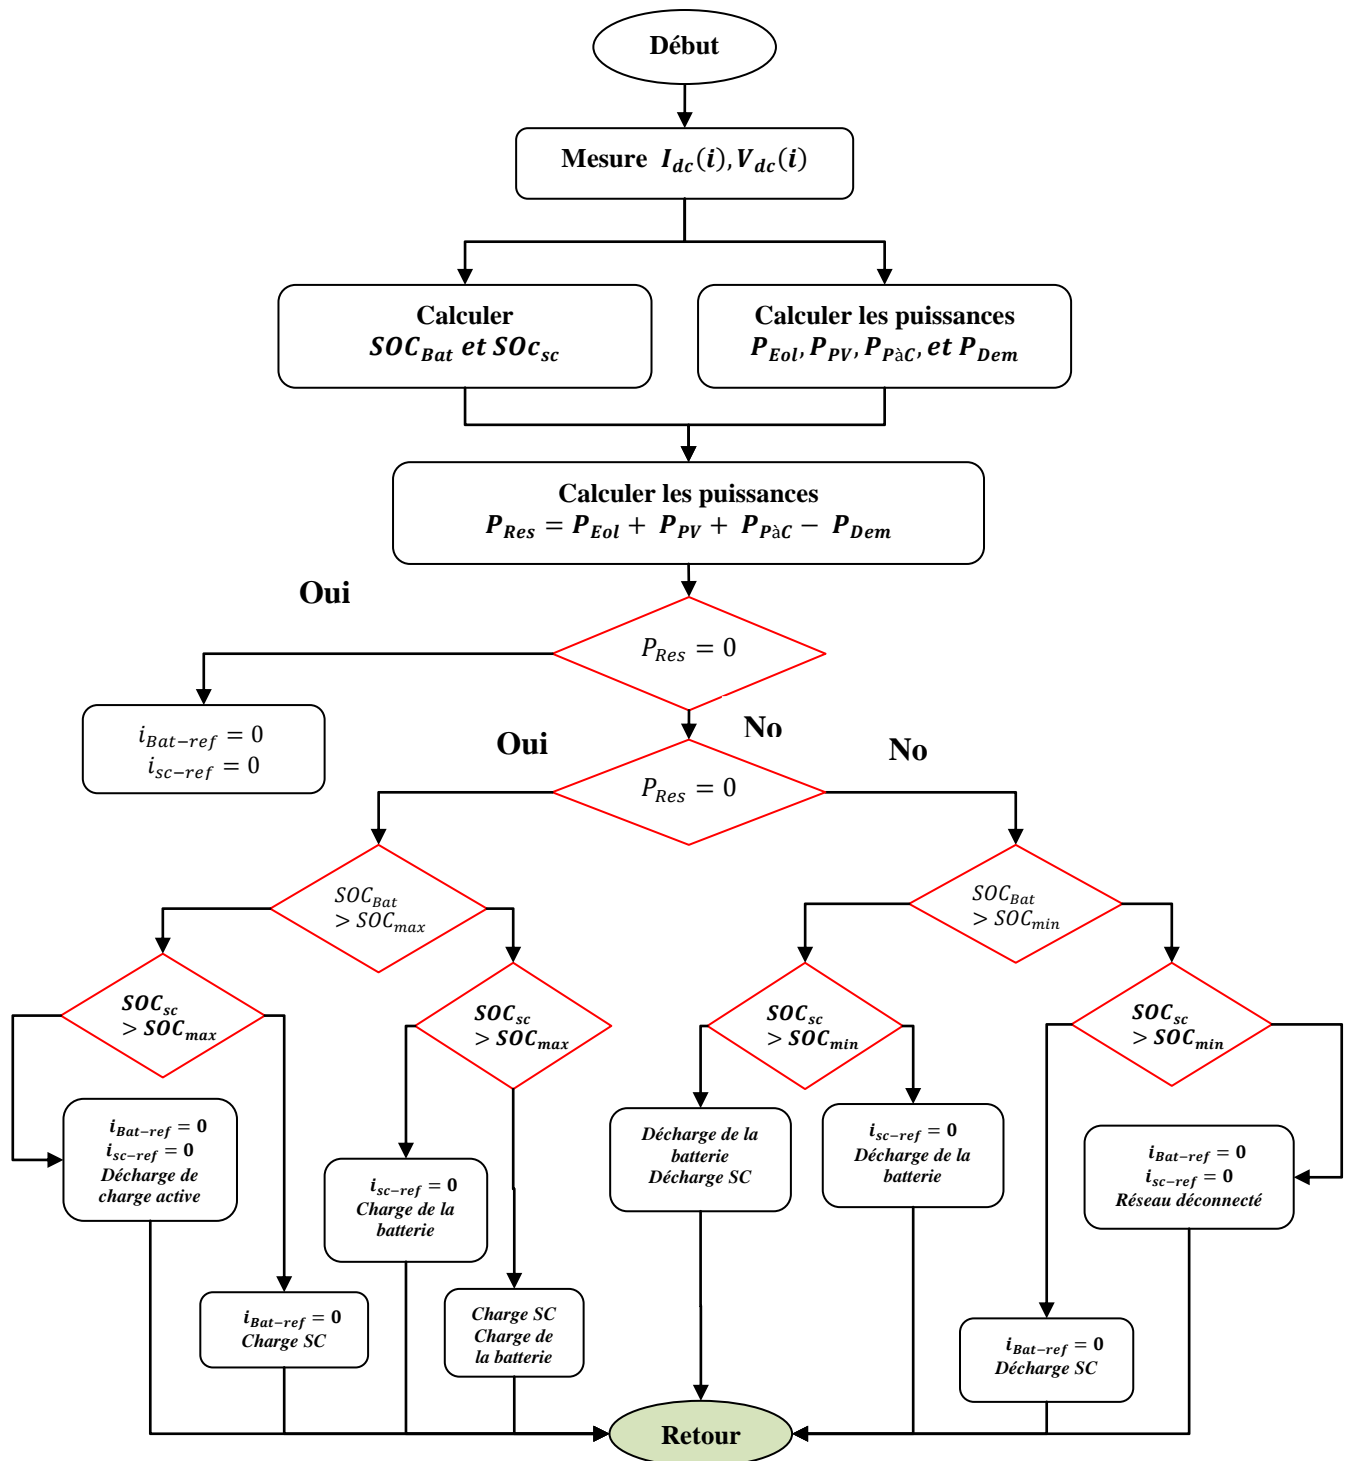 Début
Mesure I_dc(i), V_dc(i)
Calculer
SOC_Bat et SOc_sc
Calculer les puissances
P_Eol, P_PV, P_PàC, et P_Dem
Calculer les puissances
P_Res = P_Eol + P_PV + P_PàC − P_Dem
Oui
P_Res = 0
i_Bat−ref = 0
i_sc−ref = 0
No
Oui
No
P_Res = 0
SOC_Bat
> SOC_max
SOC_Bat
> SOC_min
SOC_sc
> SOC_max
SOC_sc
> SOC_max
SOC_sc
> SOC_min
SOC_sc
> SOC_min
i_Bat−ref = 0
i_sc−ref = 0
Décharge de
charge active
i_sc−ref = 0
Charge de la
batterie
Décharge de la
batterie
Décharge SC
i_sc−ref = 0
Décharge de la
batterie
i_Bat−ref = 0
i_sc−ref = 0
Réseau déconnecté
i_Bat−ref = 0
Charge SC
Charge SC
Charge de
la batterie
i_Bat−ref = 0
Décharge SC
Retour